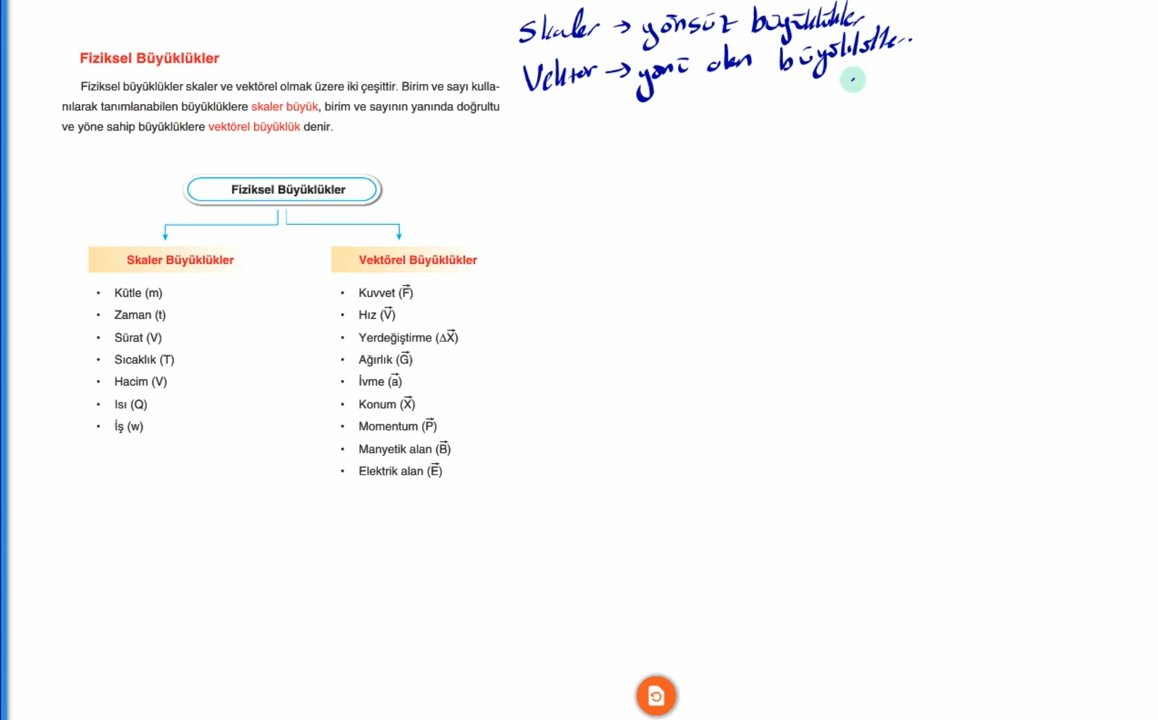 Skaler → yönsüz büyüklükler
Vektör → yönü olan büyüklükler..
Fiziksel Büyüklükler
Fiziksel büyüklükler skaler ve vektörel olmak üzere iki çeşittir. Birim ve sayı kulla-
nılarak tanımlanabilen büyüklüklere skaler büyük, birim ve sayının yanında doğrultu
ve yöne sahip büyüklüklere vektörel büyüklük denir.
Fiziksel Büyüklükler
Skaler Büyüklükler
• Kütle (m)
• Zaman (t)
• Sürat (V)
• Sıcaklık (T)
• Hacim (V)
• Isı (Q)
• İş (w)
Vektörel Büyüklükler
• Kuvvet (F⃗)
• Hız (V⃗)
• Yerdeğiştirme (ΔX⃗)
• Ağırlık (G⃗)
• İvme (a⃗)
• Konum (X⃗)
• Momentum (P⃗)
• Manyetik alan (B⃗)
• Elektrik alan (E⃗)